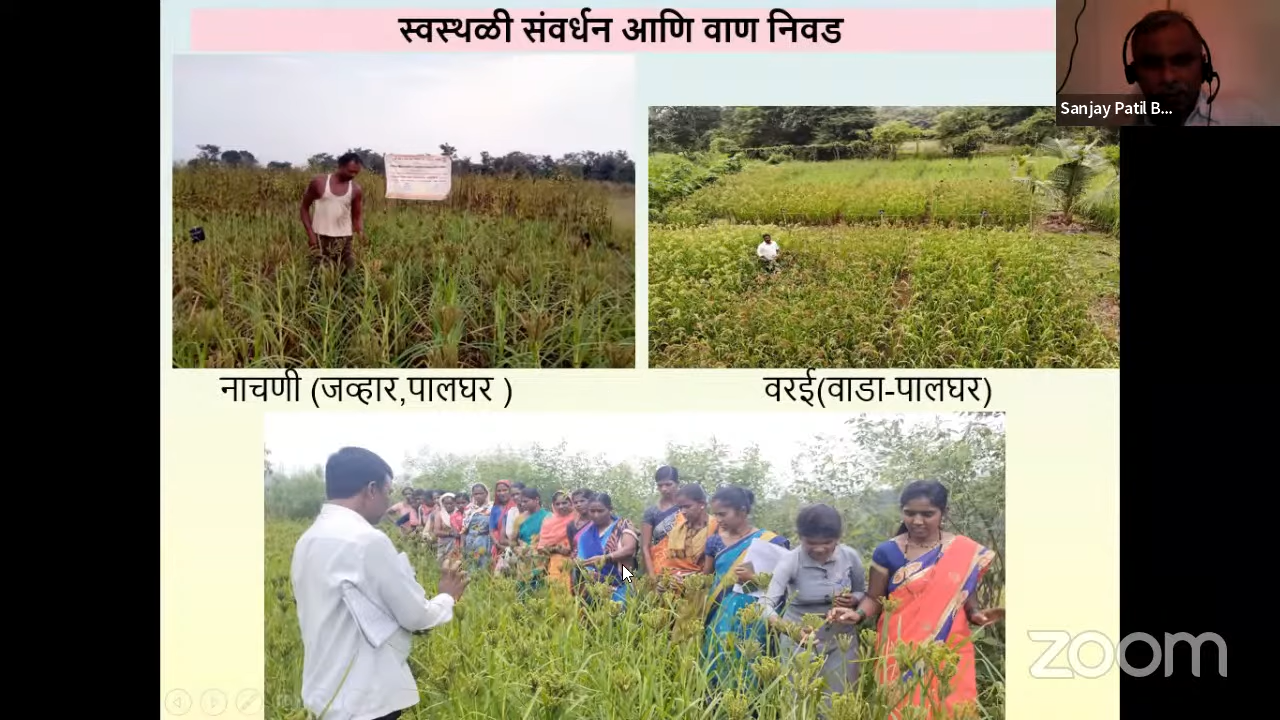 स्वस्थळी संवर्धन आणि वाण निवड
Sanjay Patil B...
नाचणी (जव्हार,पालघर )
वरई(वाडा-पालघर)
zoom